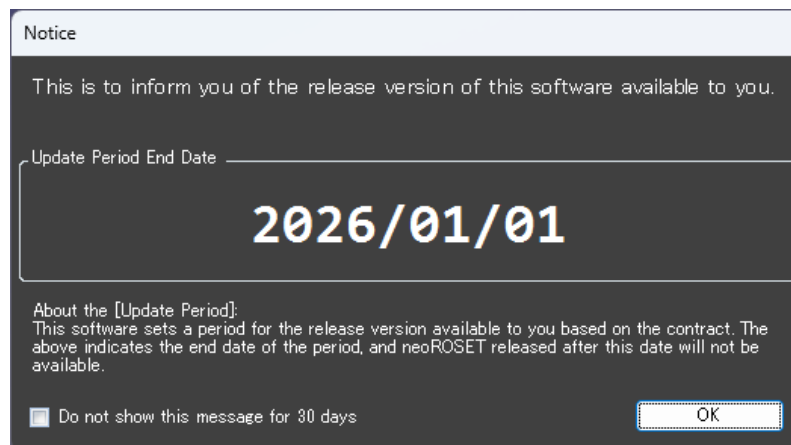 Notice
This is to inform you of the release version of this software available to you.
Update Period End Date
2026/01/01
About the [Update Period]:
This software sets a period for the release version available to you based on the contract. The
above indicates the end date of the period, and neoROSET released after this date will not be
available.
Do not show this message for 30 days
OK